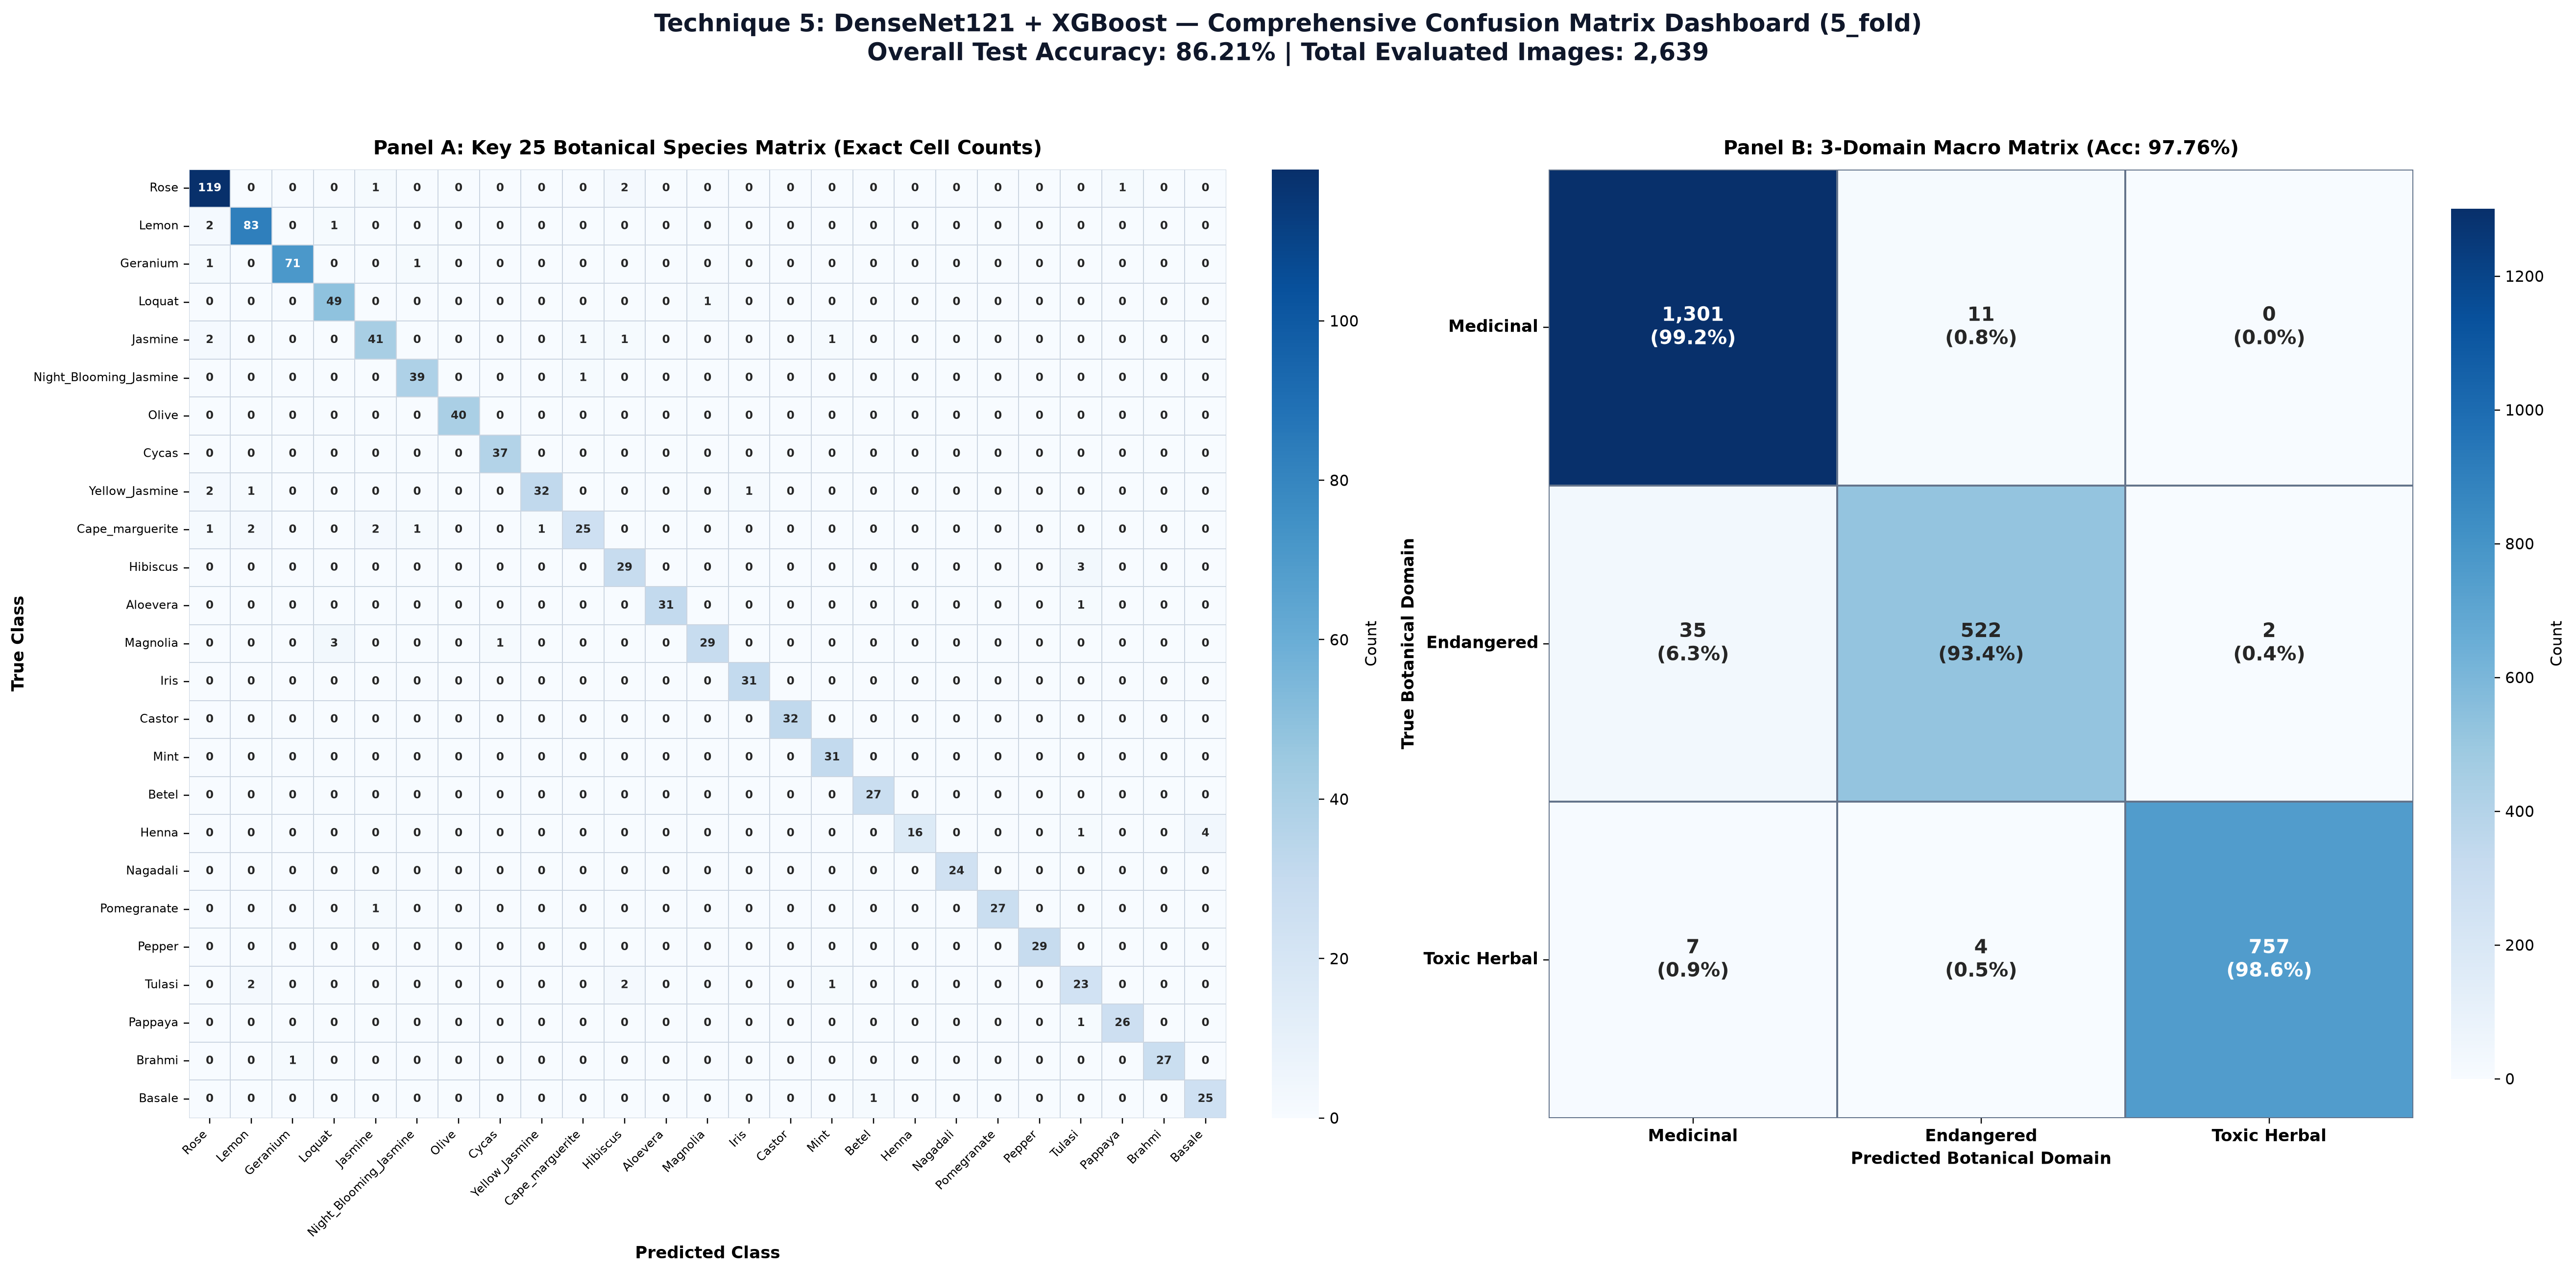 Technique 5: DenseNet121 + XGBoost — Comprehensive Confusion Matrix Dashboard (5_fold)
Overall Test Accuracy: 86.21% | Total Evaluated Images: 2,639
Panel A: Key 25 Botanical Species Matrix (Exact Cell Counts)
True Class
Rose 119 0 0 0 1 0 0 0 0 0 2 0 0 0 0 0 0 0 0 0 0 0 1 0 0
Lemon 2 83 0 1 0 0 0 0 0 0 0 0 0 0 0 0 0 0 0 0 0 0 0 0 0
Geranium 1 0 71 0 0 1 0 0 0 0 0 0 0 0 0 0 0 0 0 0 0 0 0 0 0
Loquat 0 0 0 49 0 0 0 0 0 0 0 0 1 0 0 0 0 0 0 0 0 0 0 0 0
Jasmine 2 0 0 0 41 0 0 0 0 1 1 0 0 0 0 1 0 0 0 0 0 0 0 0 0
Night_Blooming_Jasmine 0 0 0 0 0 39 0 0 0 1 0 0 0 0 0 0 0 0 0 0 0 0 0 0 0
Olive 0 0 0 0 0 0 40 0 0 0 0 0 0 0 0 0 0 0 0 0 0 0 0 0 0
Cycas 0 0 0 0 0 0 0 37 0 0 0 0 0 0 0 0 0 0 0 0 0 0 0 0 0
Yellow_Jasmine 2 1 0 0 0 0 0 0 32 0 0 0 0 1 0 0 0 0 0 0 0 0 0 0 0
Cape_marguerite 1 2 0 0 2 1 0 0 1 25 0 0 0 0 0 0 0 0 0 0 0 0 0 0 0
Hibiscus 0 0 0 0 0 0 0 0 0 0 29 0 0 0 0 0 0 0 0 0 0 3 0 0 0
Aloevera 0 0 0 0 0 0 0 0 0 0 0 31 0 0 0 0 0 0 0 0 0 1 0 0 0
Magnolia 0 0 0 3 0 0 0 1 0 0 0 0 29 0 0 0 0 0 0 0 0 0 0 0 0
Iris 0 0 0 0 0 0 0 0 0 0 0 0 0 31 0 0 0 0 0 0 0 0 0 0 0
Castor 0 0 0 0 0 0 0 0 0 0 0 0 0 0 32 0 0 0 0 0 0 0 0 0 0
Mint 0 0 0 0 0 0 0 0 0 0 0 0 0 0 0 31 0 0 0 0 0 0 0 0 0
Betel 0 0 0 0 0 0 0 0 0 0 0 0 0 0 0 0 27 0 0 0 0 0 0 0 0
Henna 0 0 0 0 0 0 0 0 0 0 0 0 0 0 0 0 0 16 0 0 0 1 0 0 4
Nagadali 0 0 0 0 0 0 0 0 0 0 0 0 0 0 0 0 0 0 24 0 0 0 0 0 0
Pomegranate 0 0 0 0 1 0 0 0 0 0 0 0 0 0 0 0 0 0 0 27 0 0 0 0 0
Pepper 0 0 0 0 0 0 0 0 0 0 0 0 0 0 0 0 0 0 0 0 29 0 0 0 0
Tulasi 0 2 0 0 0 0 0 0 0 0 2 0 0 0 0 1 0 0 0 0 0 23 0 0 0
Pappaya 0 0 0 0 0 0 0 0 0 0 0 0 0 0 0 0 0 0 0 0 0 1 26 0 0
Brahmi 0 0 1 0 0 0 0 0 0 0 0 0 0 0 0 0 0 0 0 0 0 0 0 27 0
Basale 0 0 0 0 0 0 0 0 0 0 0 0 0 0 0 0 1 0 0 0 0 0 0 0 25
Rose Lemon Geranium Loquat Jasmine Night_Blooming_Jasmine Olive Cycas Yellow_Jasmine Cape_marguerite Hibiscus Aloevera Magnolia Iris Castor Mint Betel Henna Nagadali Pomegranate Pepper Tulasi Pappaya Brahmi Basale
Predicted Class
100
80
60
40
20
0
Count
Panel B: 3-Domain Macro Matrix (Acc: 97.76%)
True Botanical Domain
Medicinal 1,301 11 0
(99.2%) (0.8%) (0.0%)
Endangered 35 522 2
(6.3%) (93.4%) (0.4%)
Toxic Herbal 7 4 757
(0.9%) (0.5%) (98.6%)
Medicinal Endangered Toxic Herbal
Predicted Botanical Domain
1200
1000
800
600
400
200
0
Count